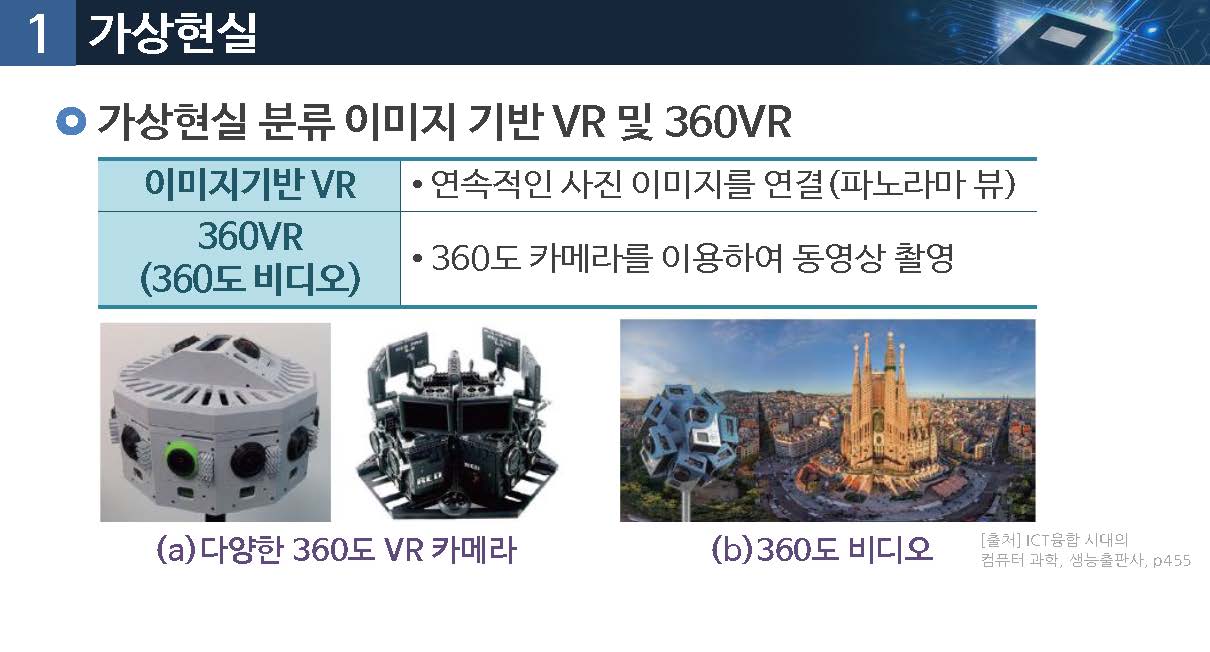 1 가상현실
가상현실 분류 이미지 기반 VR 및 360VR
이미지기반 VR
• 연속적인 사진 이미지를 연결(파노라마 뷰)
360VR
(360도 비디오)
• 360도 카메라를 이용하여 동영상 촬영
RED
RED
(a)다양한 360도 VR 카메라
(b)360도 비디오
[출처] ICT융합 시대의
컴퓨터 과학, 생능출판사, p455